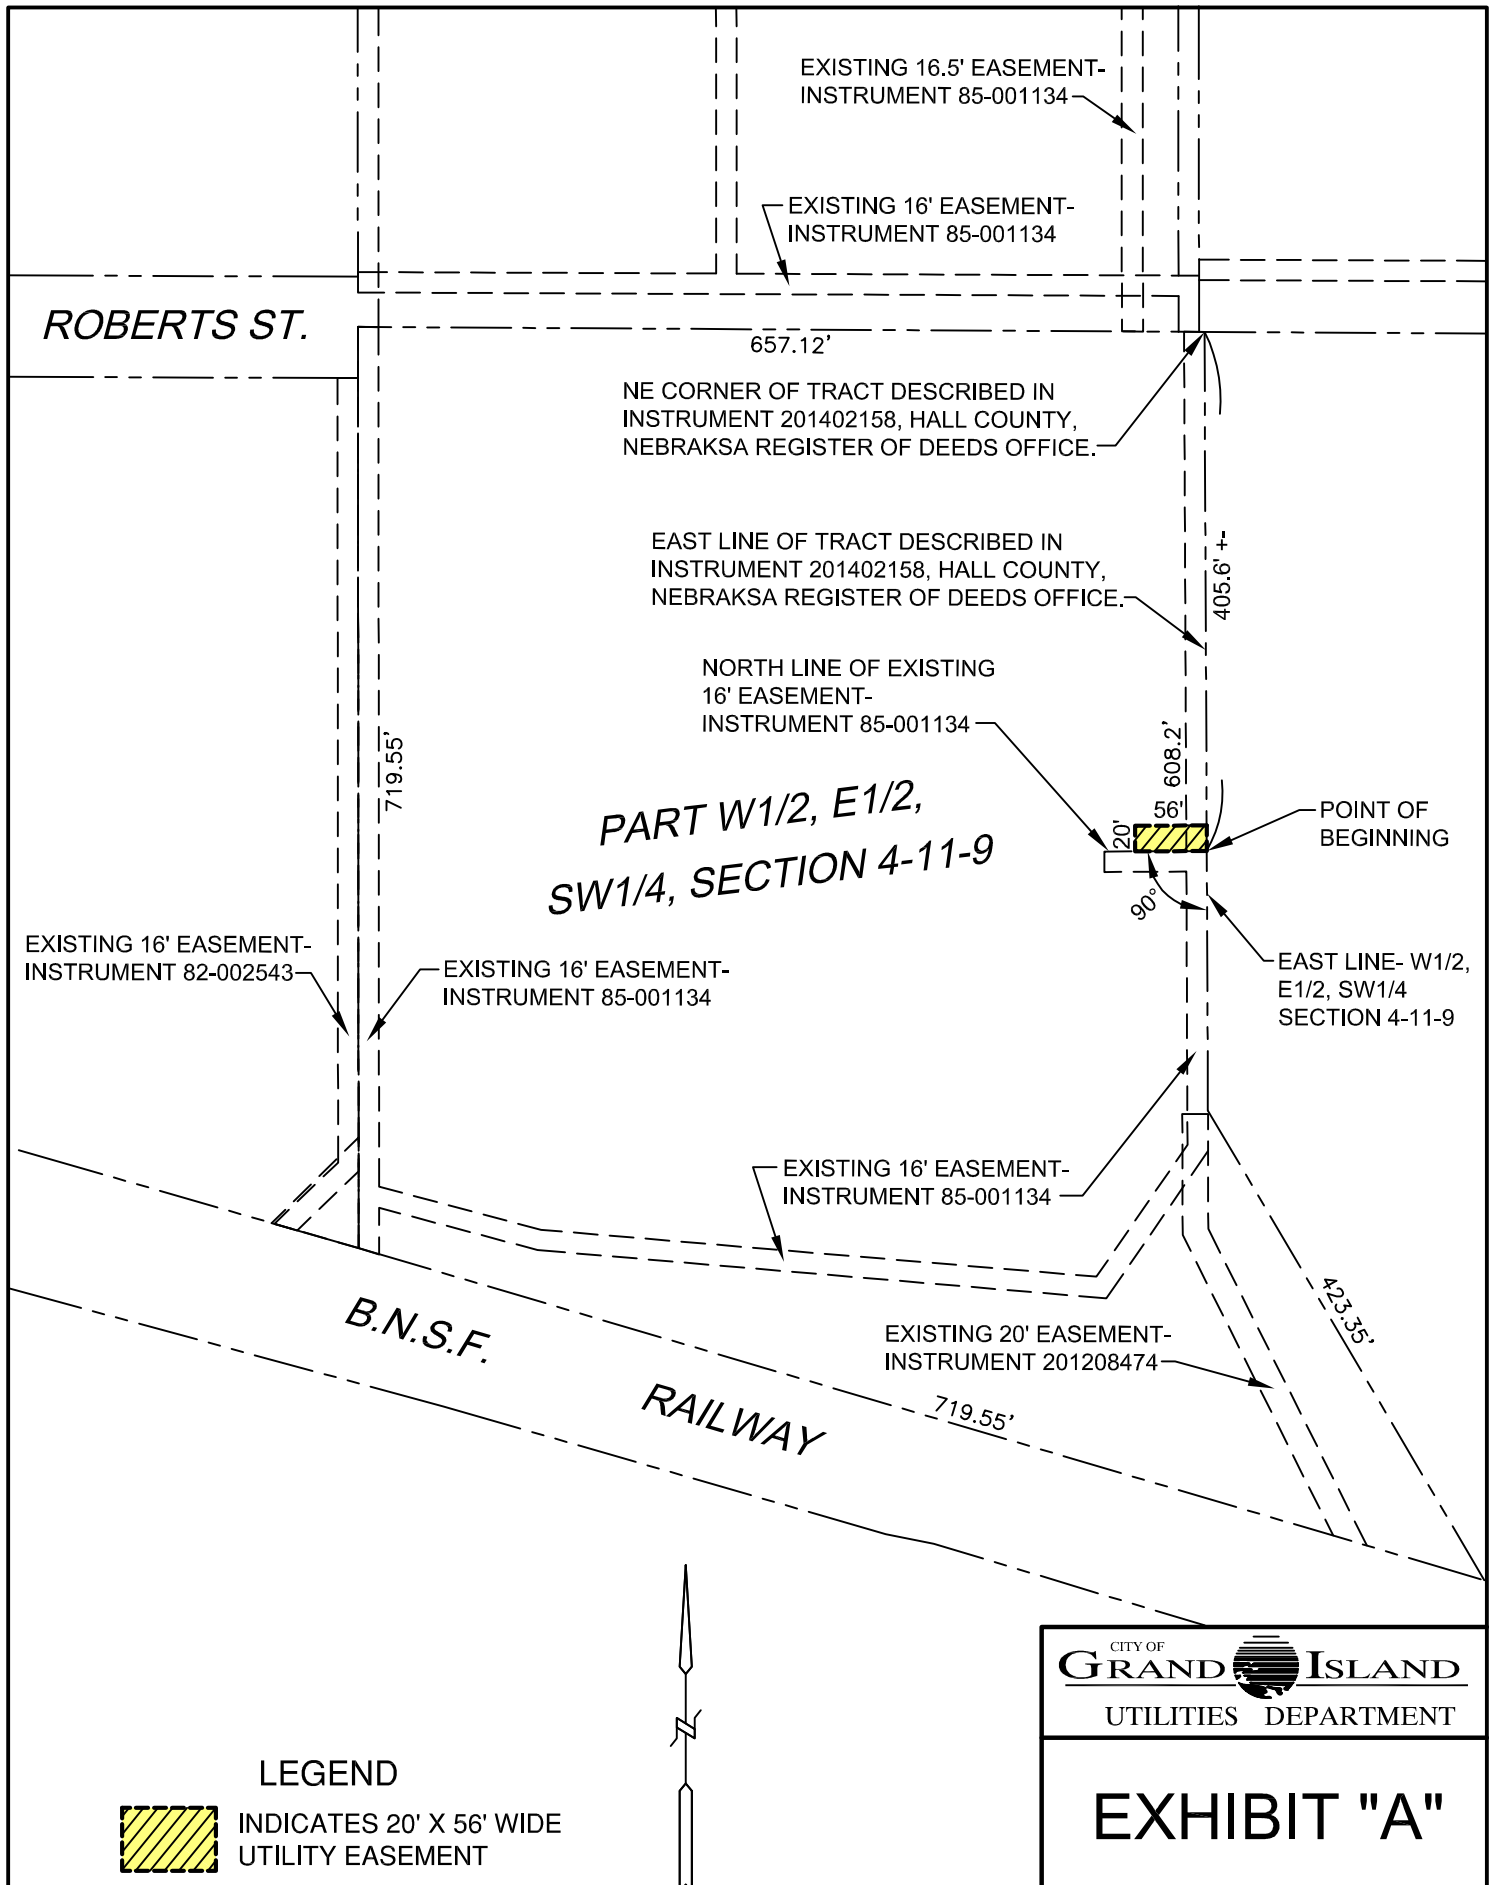 EXISTING 16.5' EASEMENT-
INSTRUMENT 85-001134
EXISTING 16' EASEMENT-
INSTRUMENT 85-001134
ROBERTS ST.
657.12'
NE CORNER OF TRACT DESCRIBED IN
INSTRUMENT 201402158, HALL COUNTY,
NEBRAKSA REGISTER OF DEEDS OFFICE.
EAST LINE OF TRACT DESCRIBED IN
INSTRUMENT 201402158, HALL COUNTY,
NEBRAKSA REGISTER OF DEEDS OFFICE.
405.6' +-
NORTH LINE OF EXISTING
16' EASEMENT-
INSTRUMENT 85-001134
719.55'
608.2'
PART W1/2, E1/2,
SW1/4, SECTION 4-11-9
56'
20'
POINT OF
BEGINNING
90°
EXISTING 16' EASEMENT-
INSTRUMENT 82-002543
EXISTING 16' EASEMENT-
INSTRUMENT 85-001134
EAST LINE- W1/2,
E1/2, SW1/4
SECTION 4-11-9
EXISTING 16' EASEMENT-
INSTRUMENT 85-001134
423.35'
B.N.S.F.
RAILWAY
EXISTING 20' EASEMENT-
INSTRUMENT 201208474
719.55'
CITY OF
GRAND ISLAND
UTILITIES DEPARTMENT
LEGEND
INDICATES 20' X 56' WIDE
UTILITY EASEMENT
EXHIBIT "A"